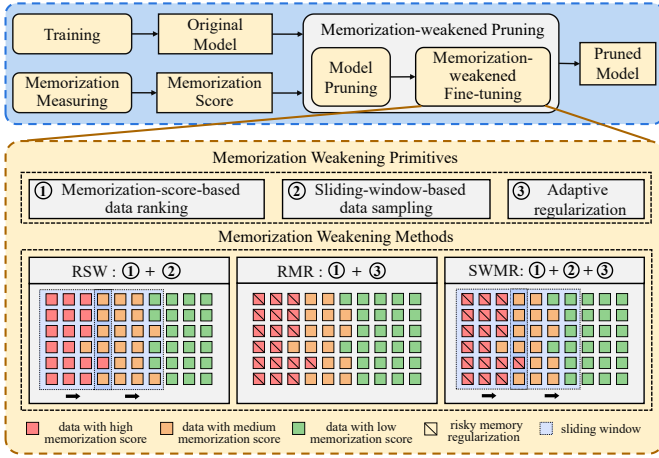 Training
Original
Model
Memorization-weakened Pruning
Model
Pruning
Memorization-
weakened
Fine-tuning
Pruned
Model
Memorization
Measuring
Memorization
Score
Memorization Weakening Primitives
① Memorization-score-based
data ranking
② Sliding-window-based
data sampling
③ Adaptive
regularization
Memorization Weakening Methods
RSW : ① + ②
RMR : ① + ③
SWMR: ① + ② + ③
data with high
memorization score
data with medium
memorization score
data with low
memorization score
risky memory
regularization
sliding window